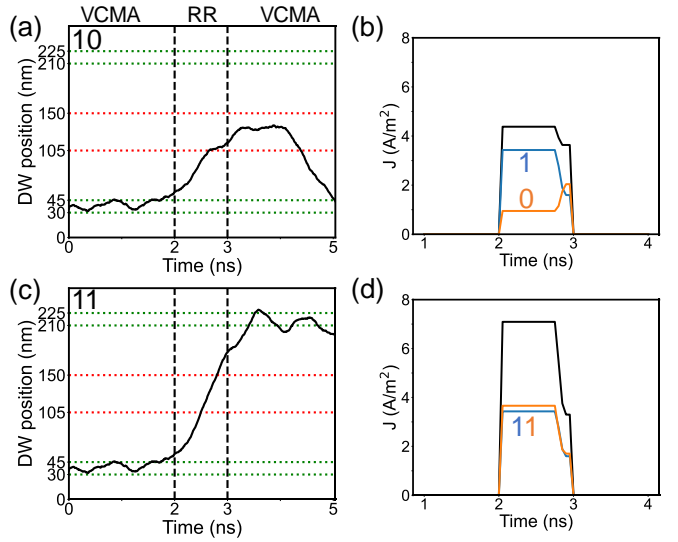 (a)
VCMA RR VCMA
10
225
210
150
105
45
30
0
DW position (nm)
0 2 3 5
Time (ns)
(b)
8
6
4
2
0
J (A/m²)
1
0
1 2 3 4
Time (ns)
(c)
11
225
210
150
105
45
30
0
DW position (nm)
0 2 3 5
Time (ns)
(d)
8
6
4
2
0
J (A/m²)
11
1 2 3 4
Time (ns)